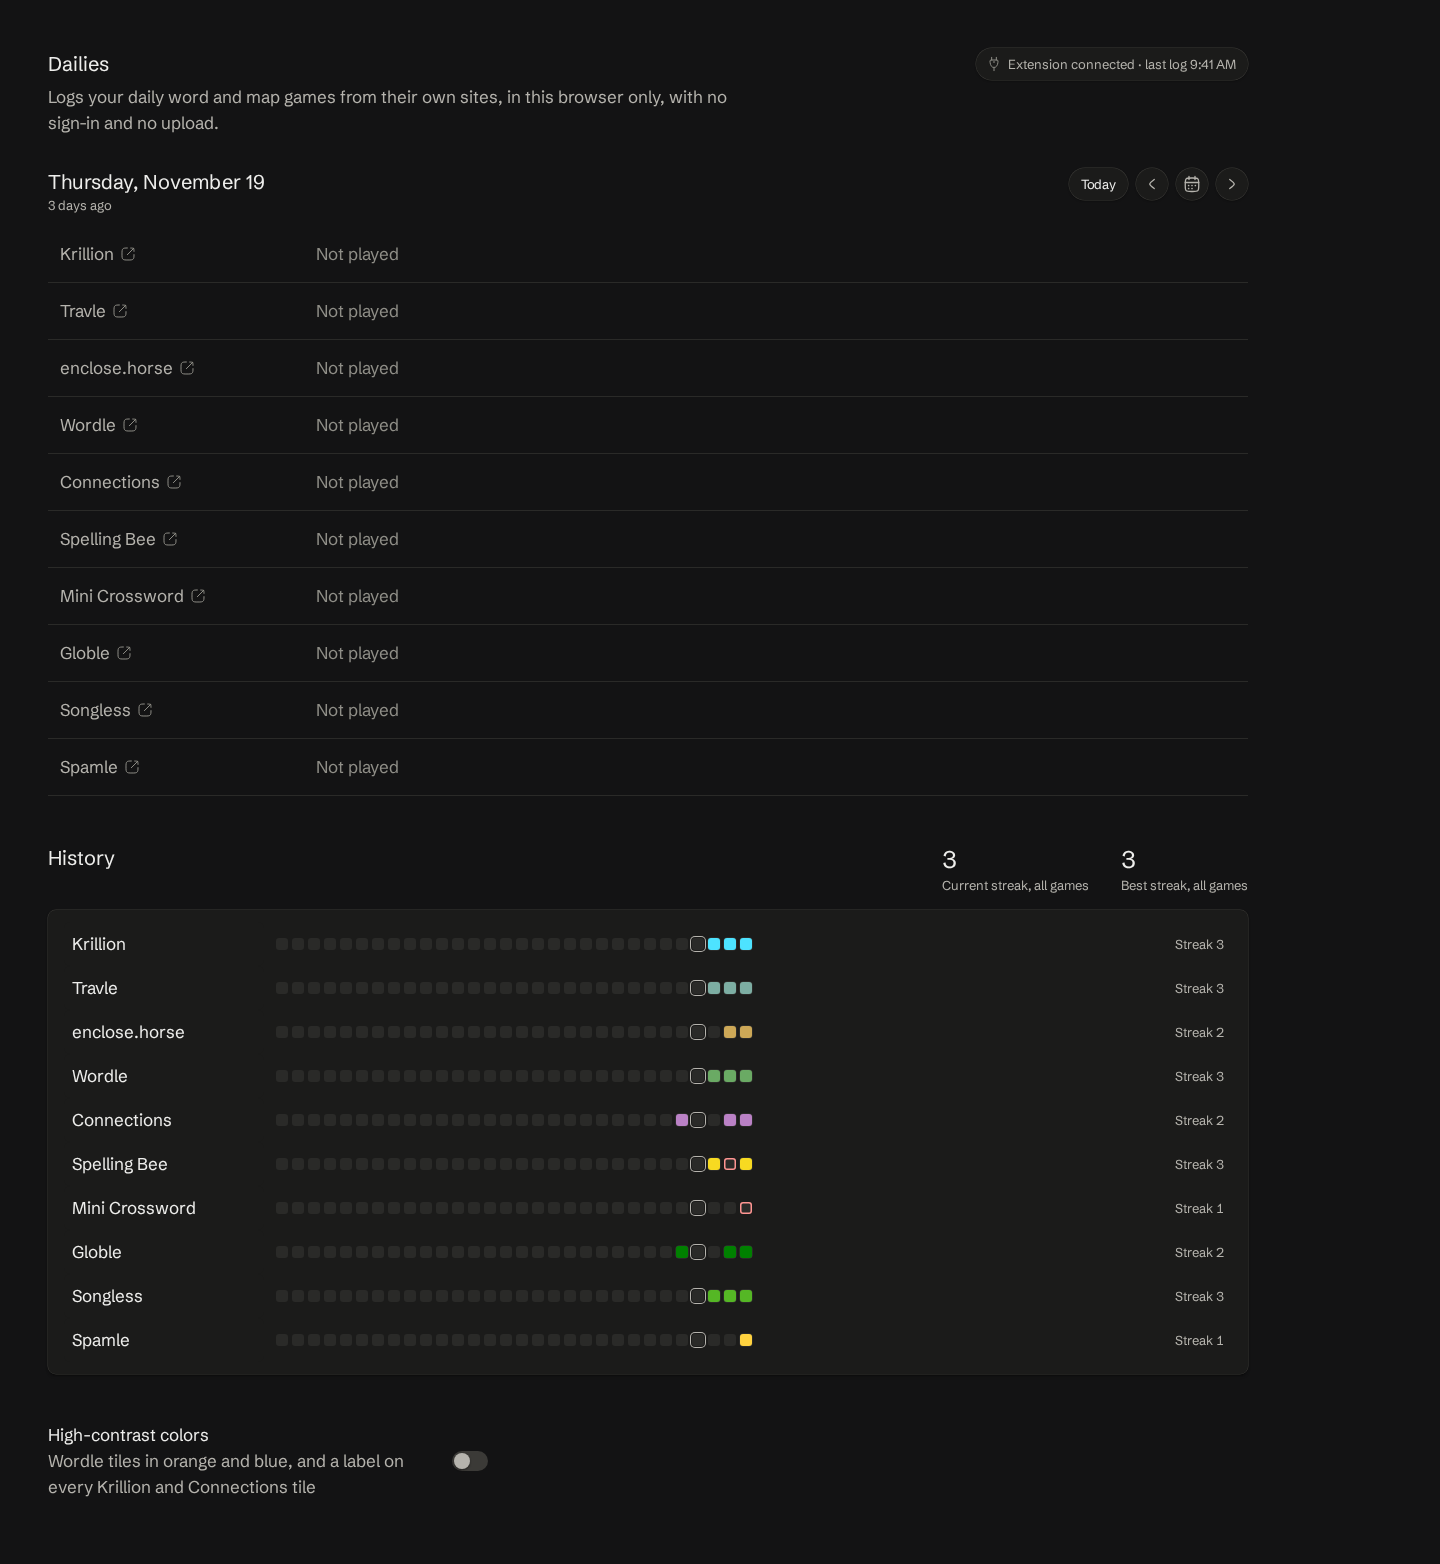 Dailies
Extension connected · last log 9:41 AM
Logs your daily word and map games from their own sites, in this browser only, with no
sign-in and no upload.
Thursday, November 19
Today
3 days ago
Krillion
Not played
Travle
Not played
enclose.horse
Not played
Wordle
Not played
Connections
Not played
Spelling Bee
Not played
Mini Crossword
Not played
Globle
Not played
Songless
Not played
Spamle
Not played
History
3
Current streak, all games
3
Best streak, all games
Krillion
Streak 3
Travle
Streak 3
enclose.horse
Streak 2
Wordle
Streak 3
Connections
Streak 2
Spelling Bee
Streak 3
Mini Crossword
Streak 1
Globle
Streak 2
Songless
Streak 3
Spamle
Streak 1
High-contrast colors
Wordle tiles in orange and blue, and a label on
every Krillion and Connections tile